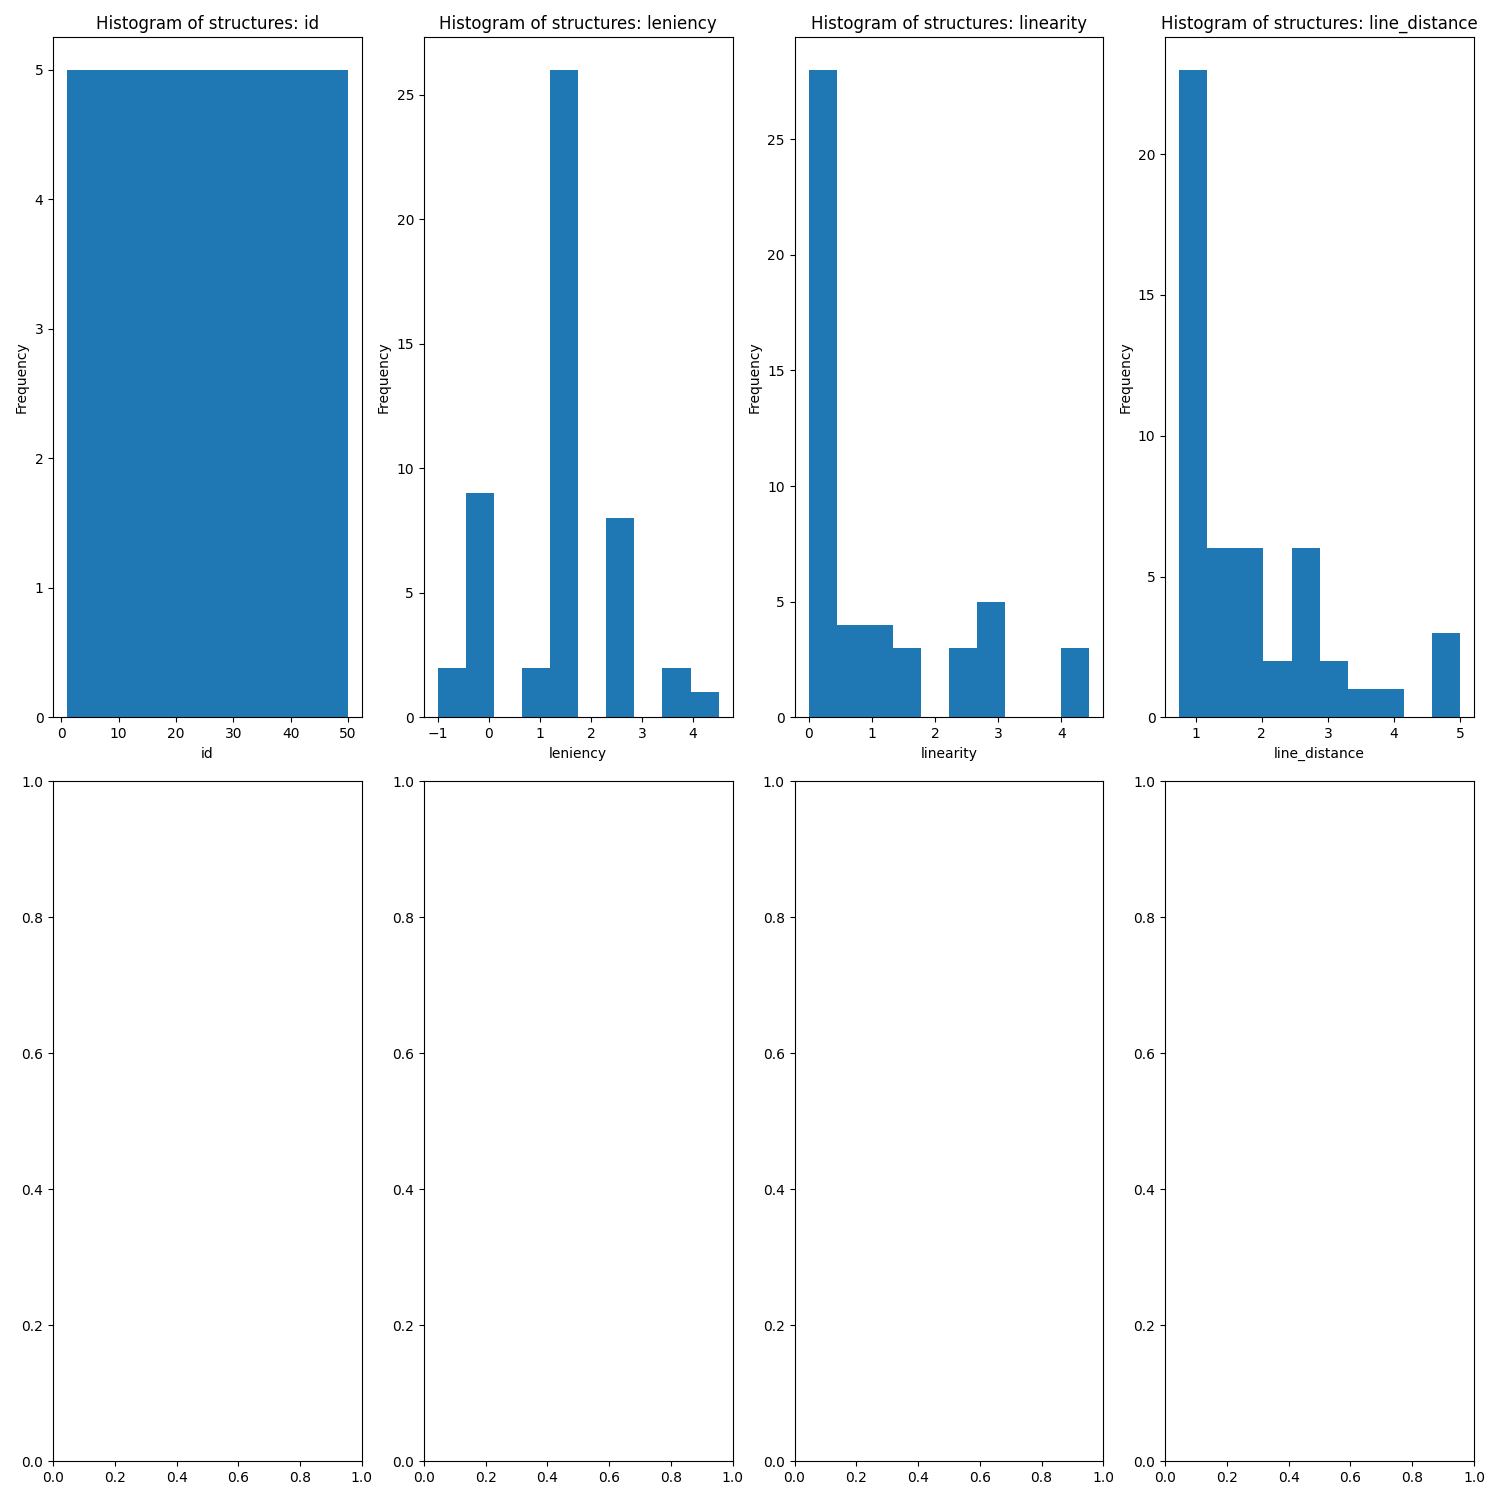 Histogram of structures: id
Histogram of structures: leniency
Histogram of structures: linearity
Histogram of structures: line_distance
Frequency
5
4
3
2
1
0
0 10 20 30 40 50
id
Frequency
25
20
15
10
5
0
−1 0 1 2 3 4
leniency
Frequency
25
20
15
10
5
0
0 1 2 3 4
linearity
Frequency
20
15
10
5
0
1 2 3 4 5
line_distance
1.0
0.8
0.6
0.4
0.2
0.0
0.0 0.2 0.4 0.6 0.8 1.0
1.0
0.8
0.6
0.4
0.2
0.0
0.0 0.2 0.4 0.6 0.8 1.0
1.0
0.8
0.6
0.4
0.2
0.0
0.0 0.2 0.4 0.6 0.8 1.0
1.0
0.8
0.6
0.4
0.2
0.0
0.0 0.2 0.4 0.6 0.8 1.0